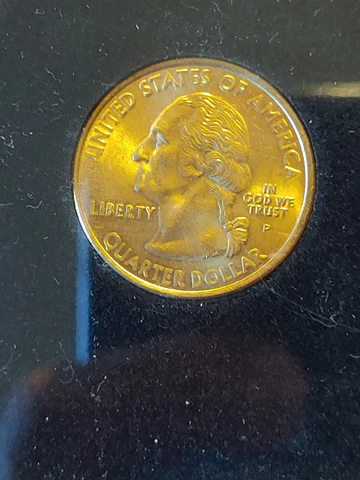 UNITED STATES OF AMERICA
LIBERTY
IN
GOD WE
TRUST
P
QUARTER DOLLAR